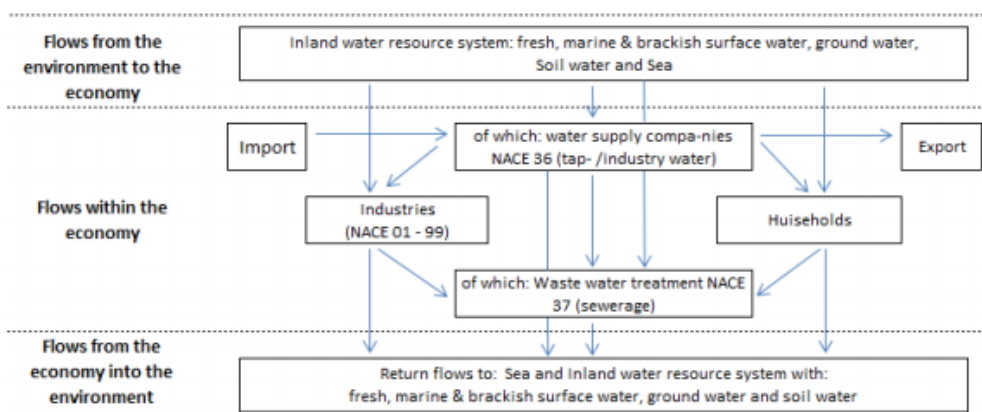 Flows from the
environment to the
economy
Inland water resource system: fresh, marine & brackish surface water, ground water,
Soil water and Sea
Import
of which: water supply compa-nies
NACE 36 (tap- /industry water)
Export
Flows within the
economy
Industries
(NACE 01 - 99)
Huiseholds
of which: Waste water treatment NACE
37 (sewerage)
Flows from the
economy into the
environment
Return flows to: Sea and Inland water resource system with:
fresh, marine & brackish surface water, ground water and soil water